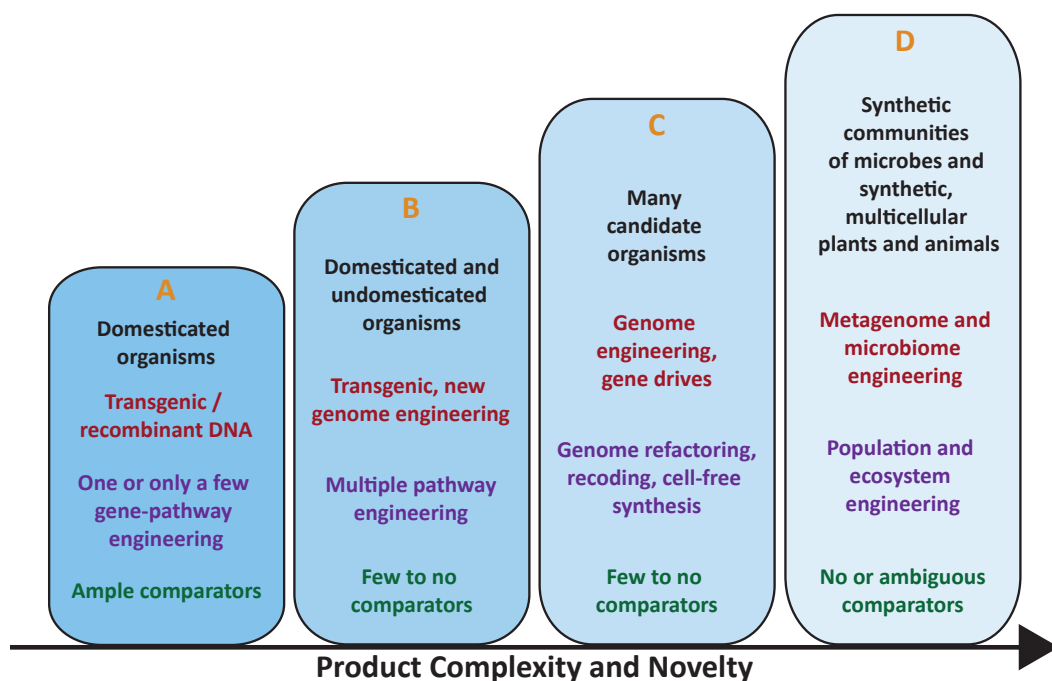 A
Domesticated
organisms
Transgenic /
recombinant DNA
One or only a few
gene-pathway
engineering
Ample comparators
B
Domesticated and
undomesticated
organisms
Transgenic, new
genome engineering
Multiple pathway
engineering
Few to no
comparators
C
Many
candidate
organisms
Genome
engineering,
gene drives
Genome refactoring,
recoding, cell-free
synthesis
Few to no
comparators
D
Synthetic
communities
of microbes and
synthetic,
multicellular
plants and animals
Metagenome and
microbiome
engineering
Population and
ecosystem
engineering
No or ambiguous
comparators
Product Complexity and Novelty